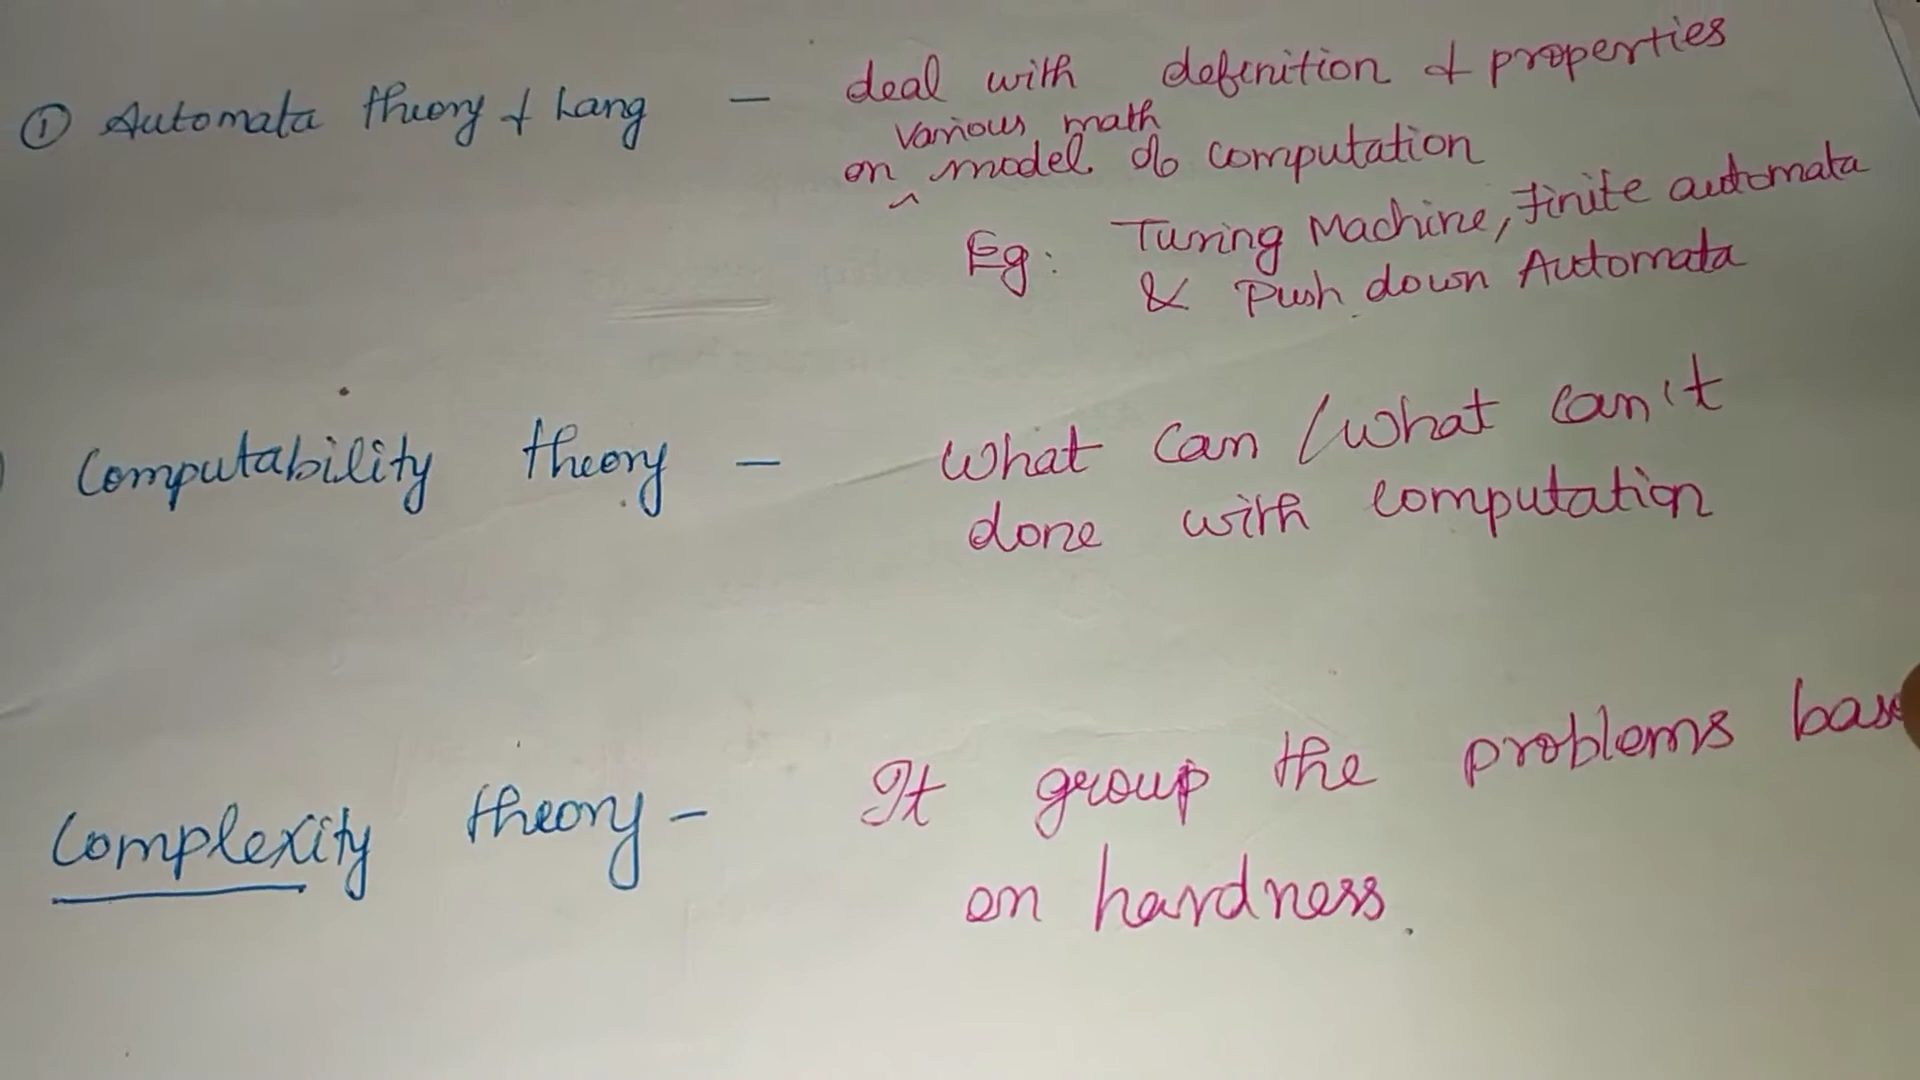 ① Automata theory & Lang — deal with definition & properties
various math
on ^ model of computation
Eg: Turing Machine, finite automata
& Push down Automata
Computability theory — What can / what can't
done with computation
Complexity theory - It group the problems
on hardness.